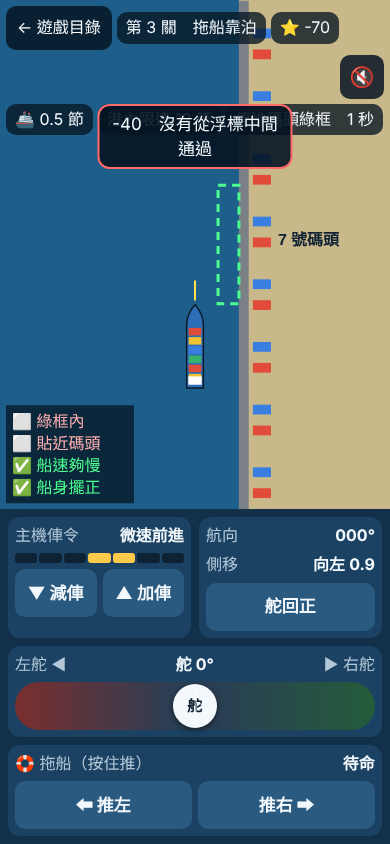 ← 遊戲目錄
第 3 關　拖船靠泊
⭐ -70
🔇
🚢 0.5 節
頭綠框　1 秒
-40　沒有從浮標中間
通過
7 號碼頭
⬜ 綠框內
⬜ 貼近碼頭
✅ 船速夠慢
✅ 船身擺正
主機俥令　微速前進
▼ 減俥　▲ 加俥
航向　000°
側移　向左 0.9
舵回正
左舵 ◀　舵 0°　▶ 右舵
舵
🛟 拖船（按住推）　待命
⬅ 推左　推右 ➡